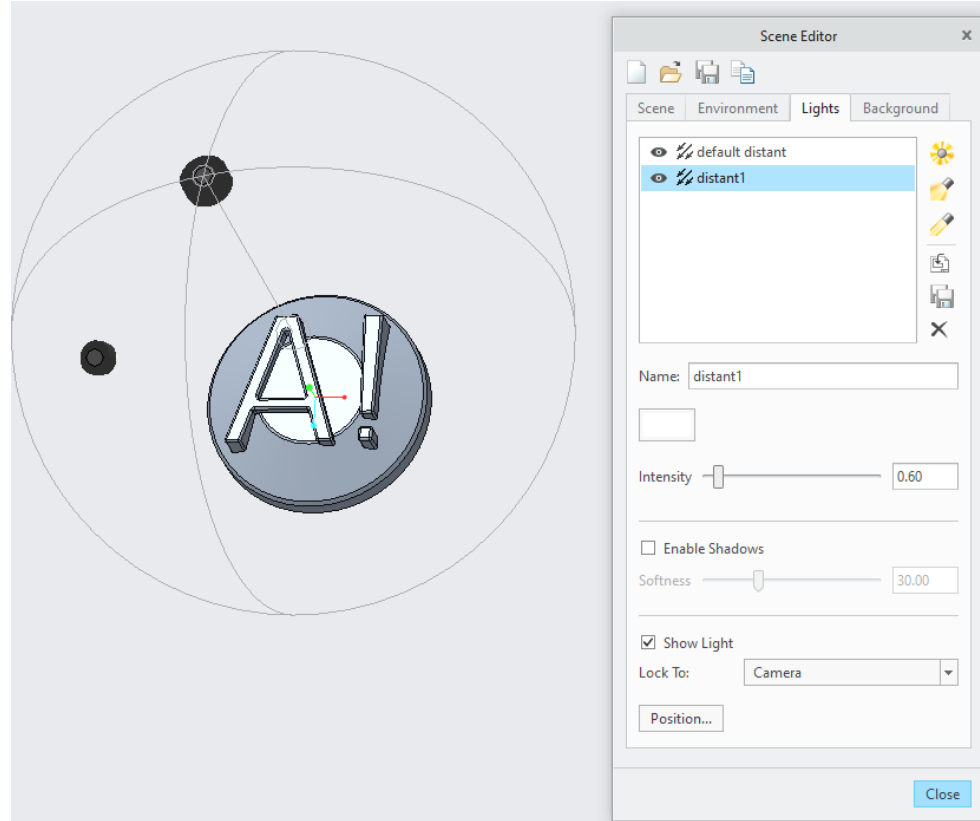 Scene Editor
x
Scene Environment Lights Background
default distant
distant1
Name: distant1
Intensity 0.60
Enable Shadows
Softness 30.00
Show Light
Lock To: Camera
Position...
Close
A!